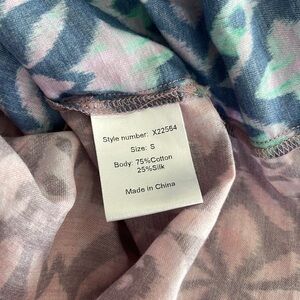 Style number: X22564
Size: S
Body: 75%Cotton
25%Silk
Made in China